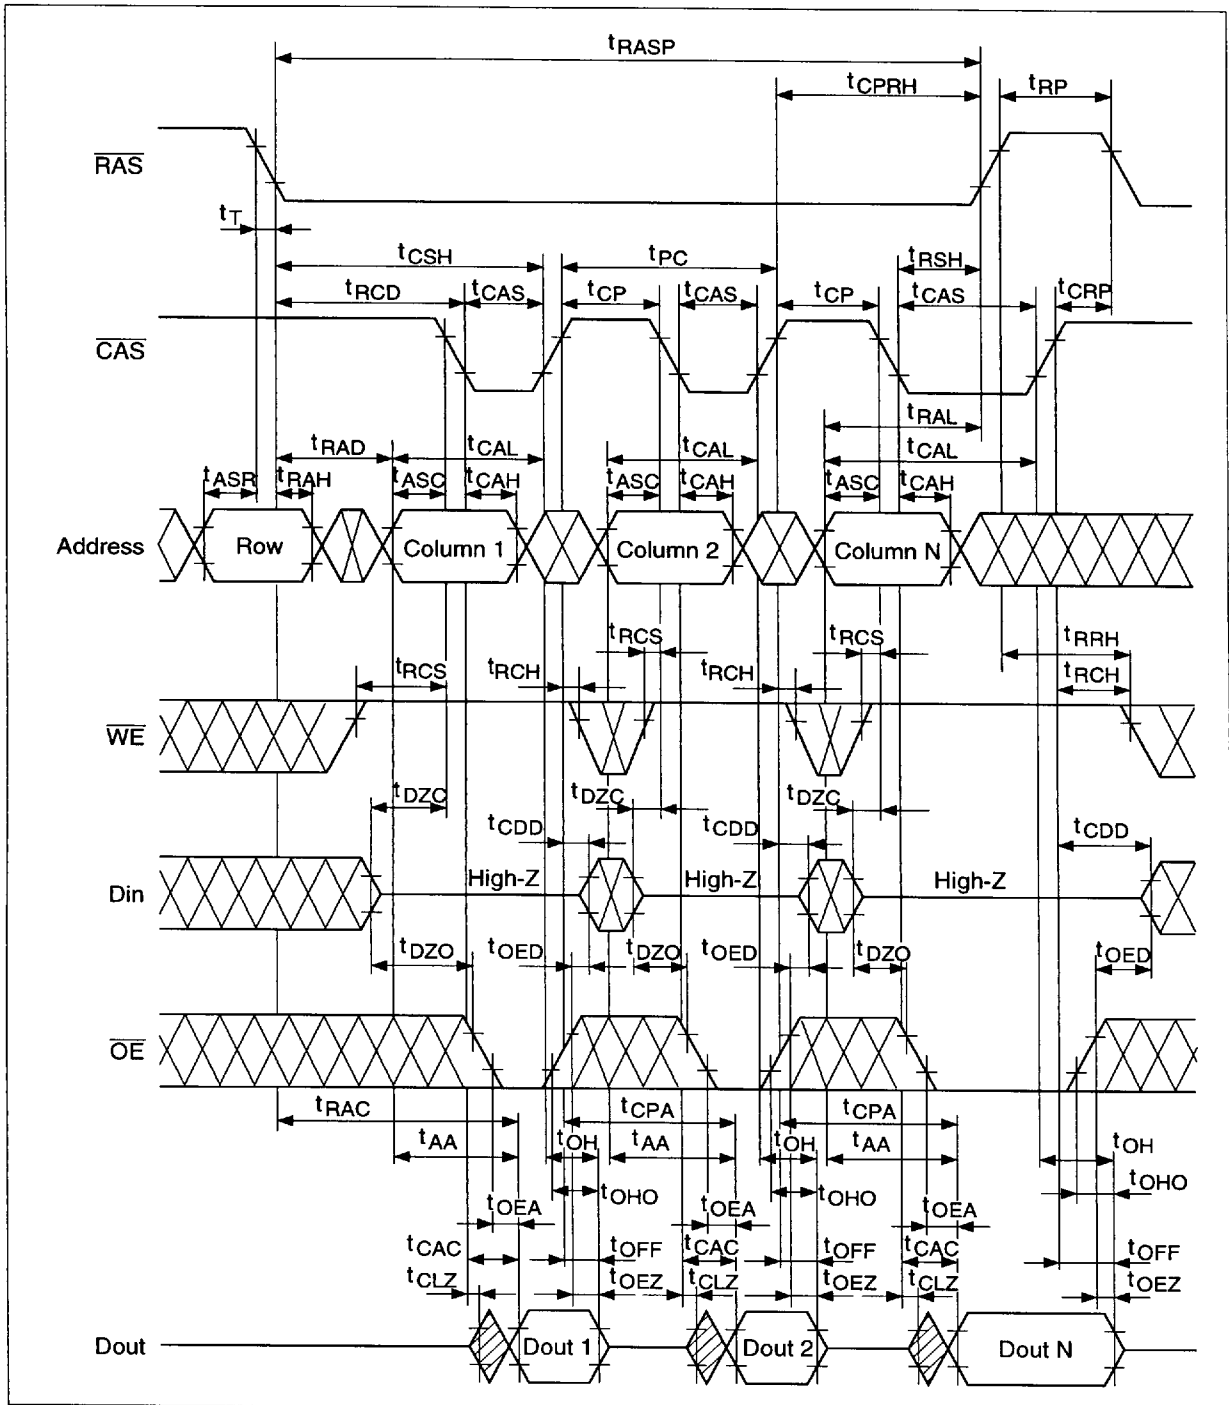 tRASP
tCPRH tRP
RAS
tT
tCSH tPC tRSH
tRCD tCAS tCP tCAS tCP tCAS tCRP
CAS
tRAL
tRAD tCAL tCAL tCAL
tASR tRAH tASC tCAH tASC tCAH tASC tCAH
Address Row Column 1 Column 2 Column N
tRCS tRCS tRRH
tRCS tRCH tRCH tRCH
WE
tDZC tDZC tDZC
tCDD tCDD tCDD
Din High-Z High-Z High-Z
tDZO tOED tDZO tOED tDZO tOED
OE
tRAC tCPA tCPA
tAA tOH tAA tOH tAA tOH
tOHO tOHO tOHO
tOEA tOEA tOEA
tCAC tOFF tCAC tOFF tCAC tOFF
tCLZ tOEZ tCLZ tOEZ tCLZ tOEZ
Dout Dout 1 Dout 2 Dout N